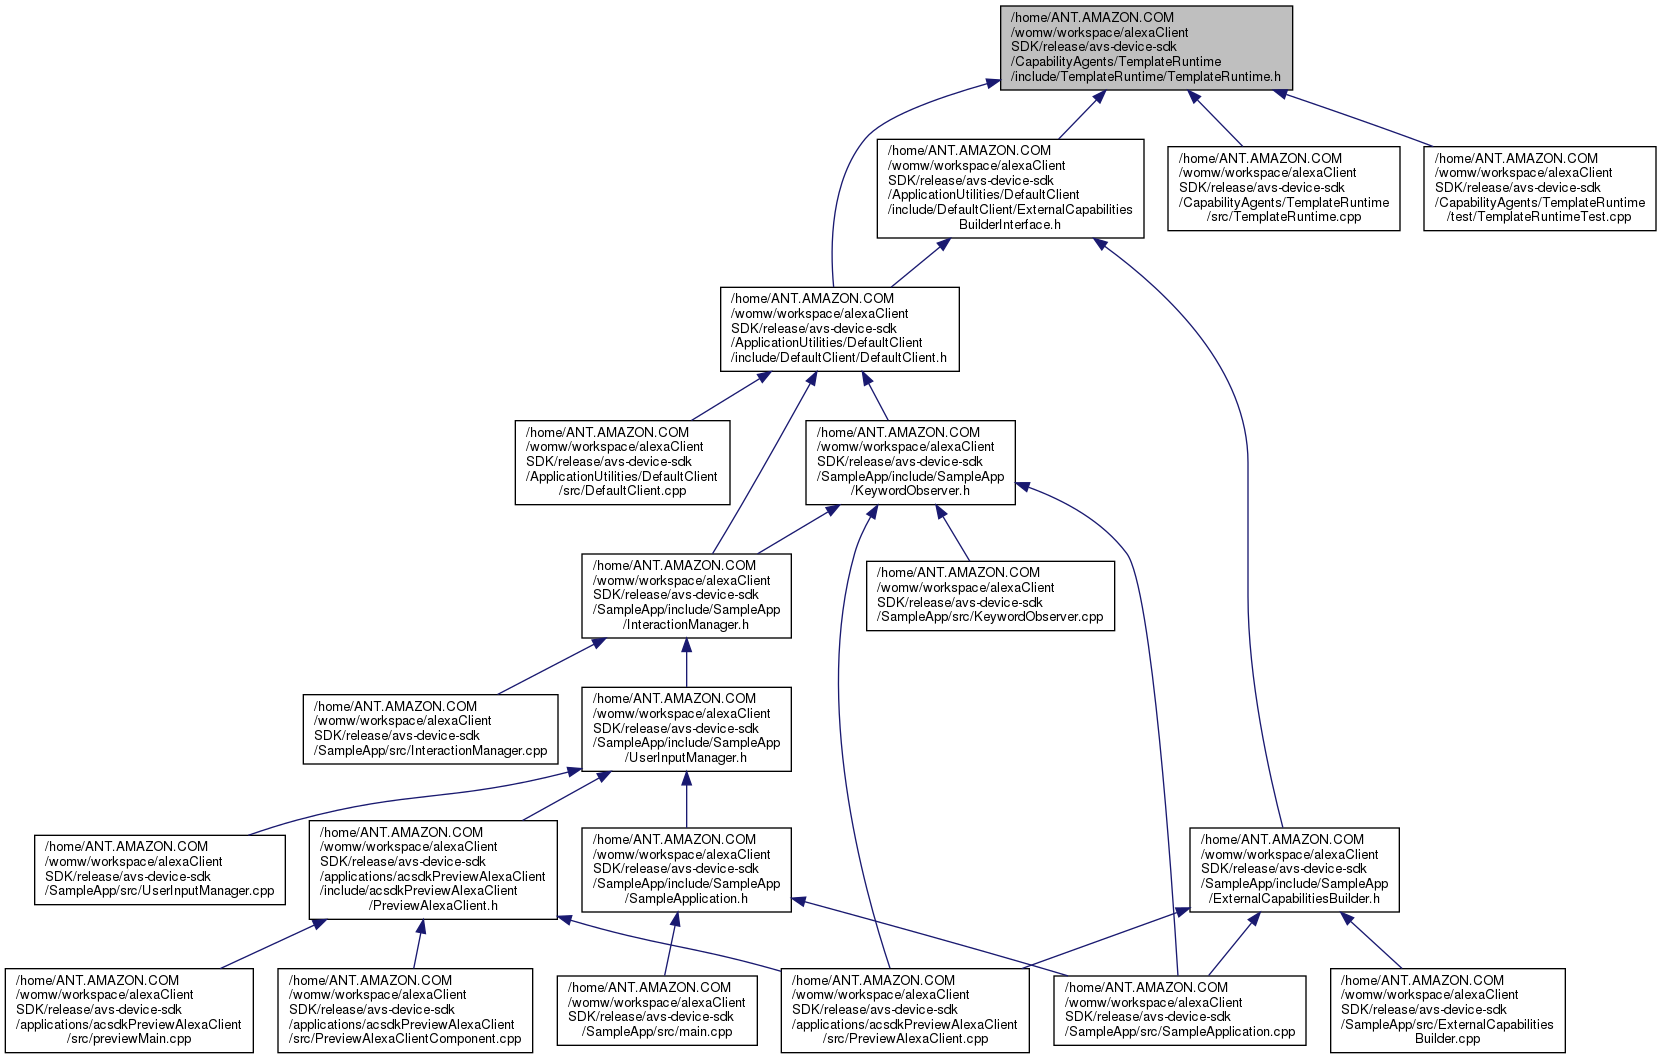 /home/ANT.AMAZON.COM
/womw/workspace/alexaClient
SDK/release/avs-device-sdk
/CapabilityAgents/TemplateRuntime
/include/TemplateRuntime/TemplateRuntime.h
/home/ANT.AMAZON.COM
/womw/workspace/alexaClient
SDK/release/avs-device-sdk
/ApplicationUtilities/DefaultClient
/include/DefaultClient/ExternalCapabilities
BuilderInterface.h
/home/ANT.AMAZON.COM
/womw/workspace/alexaClient
SDK/release/avs-device-sdk
/CapabilityAgents/TemplateRuntime
/src/TemplateRuntime.cpp
/home/ANT.AMAZON.COM
/womw/workspace/alexaClient
SDK/release/avs-device-sdk
/CapabilityAgents/TemplateRuntime
/test/TemplateRuntimeTest.cpp
/home/ANT.AMAZON.COM
/womw/workspace/alexaClient
SDK/release/avs-device-sdk
/ApplicationUtilities/DefaultClient
/include/DefaultClient/DefaultClient.h
/home/ANT.AMAZON.COM
/womw/workspace/alexaClient
SDK/release/avs-device-sdk
/ApplicationUtilities/DefaultClient
/src/DefaultClient.cpp
/home/ANT.AMAZON.COM
/womw/workspace/alexaClient
SDK/release/avs-device-sdk
/SampleApp/include/SampleApp
/KeywordObserver.h
/home/ANT.AMAZON.COM
/womw/workspace/alexaClient
SDK/release/avs-device-sdk
/SampleApp/include/SampleApp
/InteractionManager.h
/home/ANT.AMAZON.COM
/womw/workspace/alexaClient
SDK/release/avs-device-sdk
/SampleApp/src/KeywordObserver.cpp
/home/ANT.AMAZON.COM
/womw/workspace/alexaClient
SDK/release/avs-device-sdk
/SampleApp/src/InteractionManager.cpp
/home/ANT.AMAZON.COM
/womw/workspace/alexaClient
SDK/release/avs-device-sdk
/SampleApp/include/SampleApp
/UserInputManager.h
/home/ANT.AMAZON.COM
/womw/workspace/alexaClient
SDK/release/avs-device-sdk
/SampleApp/src/UserInputManager.cpp
/home/ANT.AMAZON.COM
/womw/workspace/alexaClient
SDK/release/avs-device-sdk
/applications/acsdkPreviewAlexaClient
/include/acsdkPreviewAlexaClient
/PreviewAlexaClient.h
/home/ANT.AMAZON.COM
/womw/workspace/alexaClient
SDK/release/avs-device-sdk
/SampleApp/include/SampleApp
/SampleApplication.h
/home/ANT.AMAZON.COM
/womw/workspace/alexaClient
SDK/release/avs-device-sdk
/SampleApp/include/SampleApp
/ExternalCapabilitiesBuilder.h
/home/ANT.AMAZON.COM
/womw/workspace/alexaClient
SDK/release/avs-device-sdk
/applications/acsdkPreviewAlexaClient
/src/previewMain.cpp
/home/ANT.AMAZON.COM
/womw/workspace/alexaClient
SDK/release/avs-device-sdk
/applications/acsdkPreviewAlexaClient
/src/PreviewAlexaClientComponent.cpp
/home/ANT.AMAZON.COM
/womw/workspace/alexaClient
SDK/release/avs-device-sdk
/SampleApp/src/main.cpp
/home/ANT.AMAZON.COM
/womw/workspace/alexaClient
SDK/release/avs-device-sdk
/applications/acsdkPreviewAlexaClient
/src/PreviewAlexaClient.cpp
/home/ANT.AMAZON.COM
/womw/workspace/alexaClient
SDK/release/avs-device-sdk
/SampleApp/src/SampleApplication.cpp
/home/ANT.AMAZON.COM
/womw/workspace/alexaClient
SDK/release/avs-device-sdk
/SampleApp/src/ExternalCapabilities
Builder.cpp